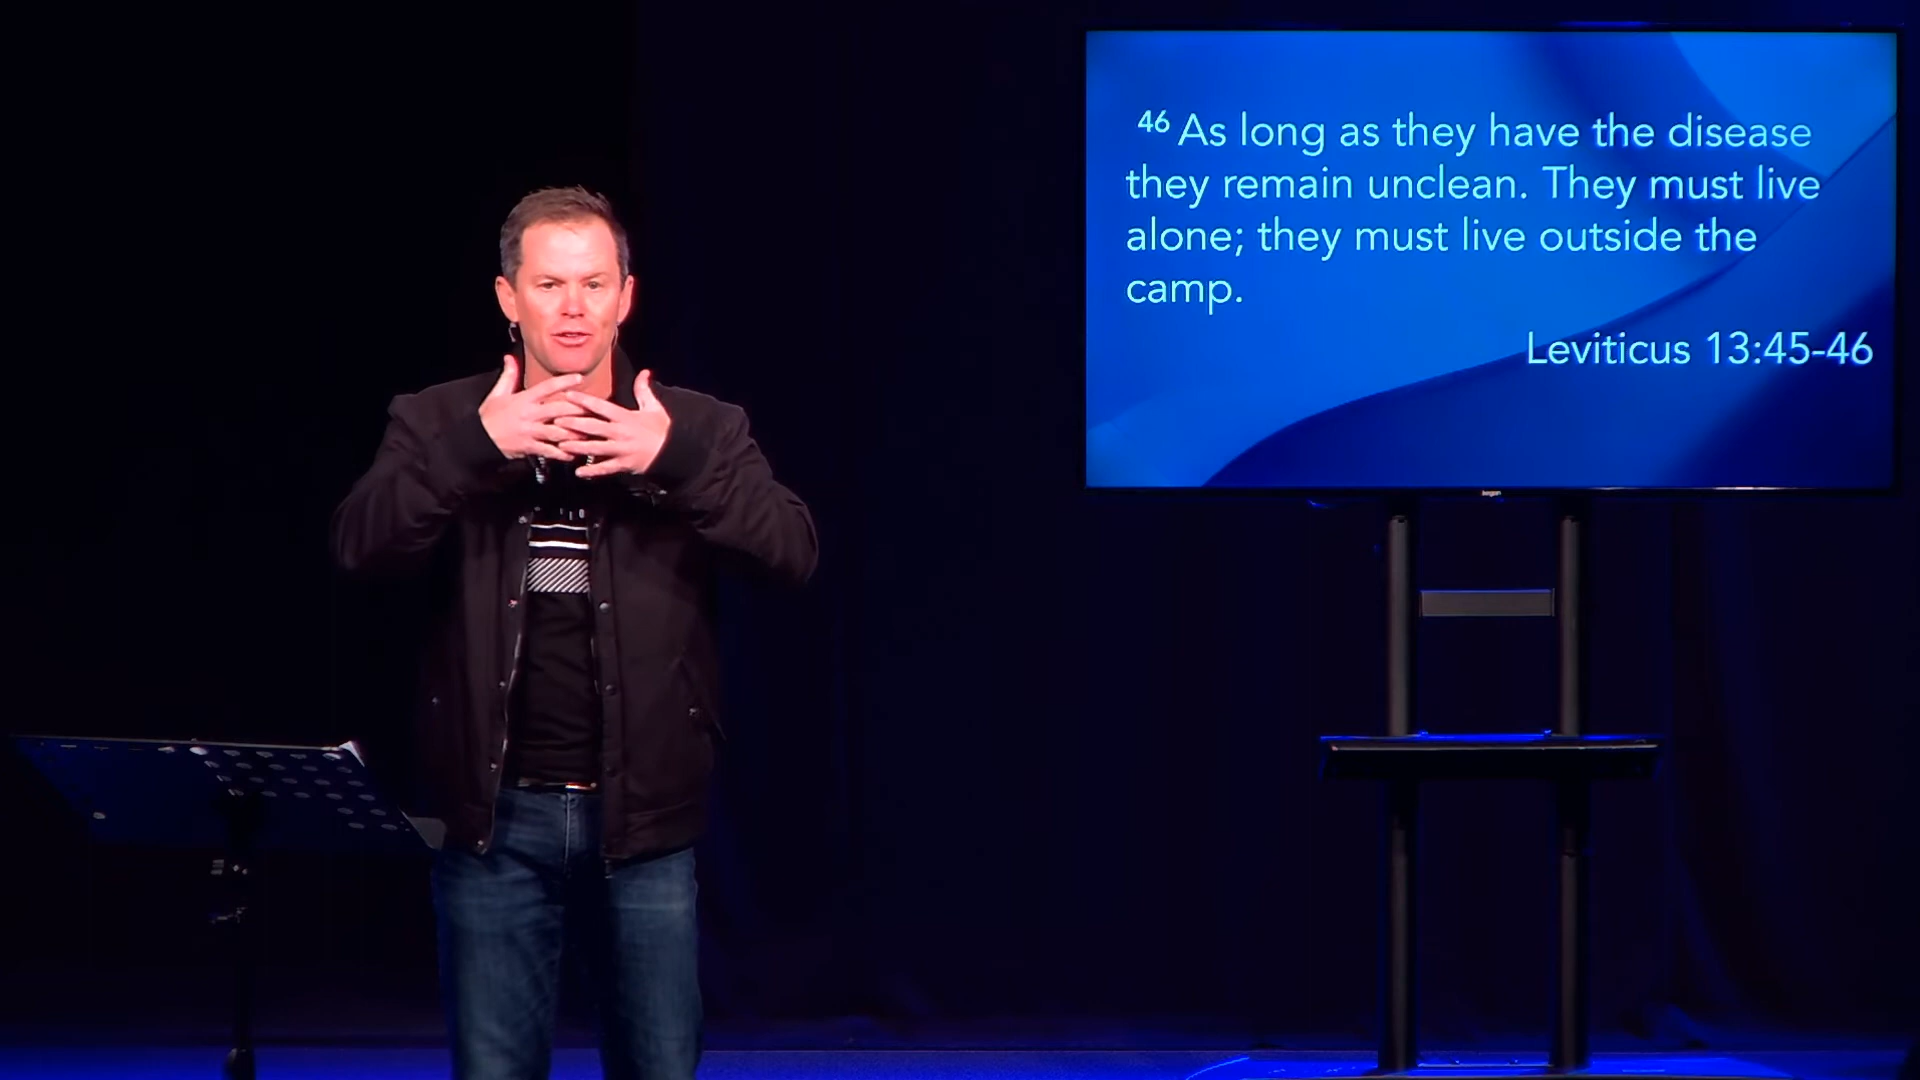 46 As long as they have the disease
they remain unclean. They must live
alone; they must live outside the
camp.
Leviticus 13:45-46